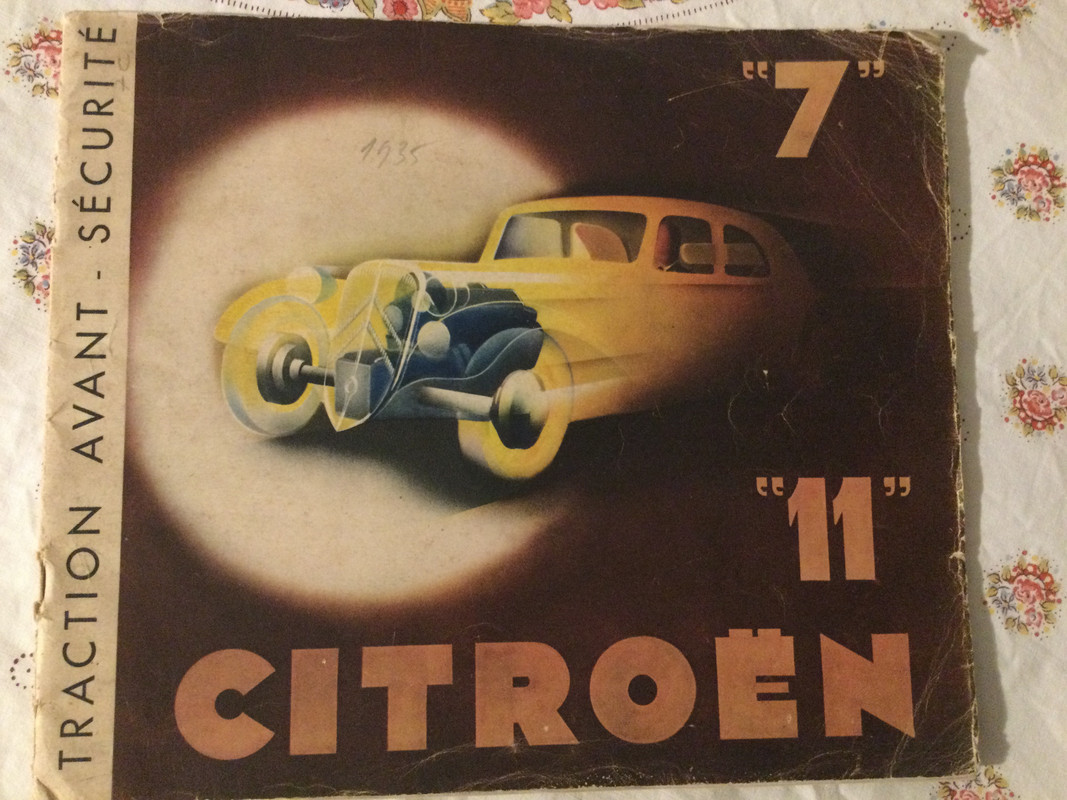 TRACTION AVANT - SÉCURITÉ
1935
“7”
“11”
CITROËN